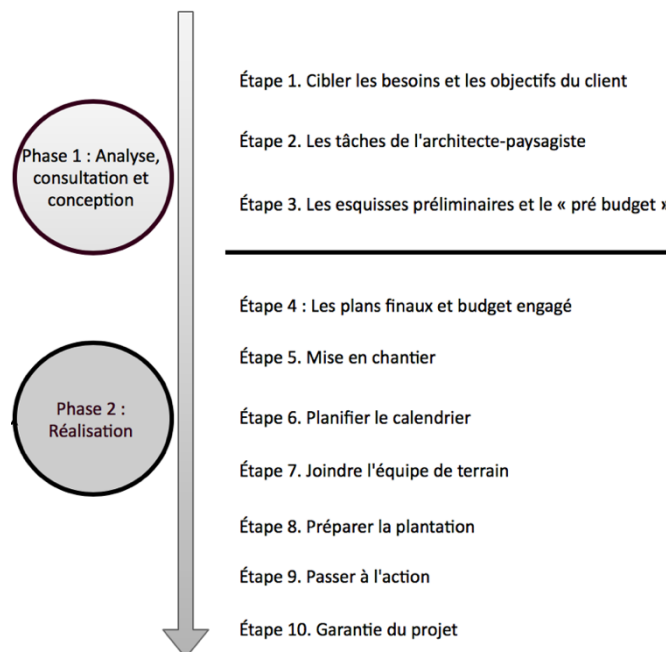 Étape 1. Cibler les besoins et les objectifs du client
Étape 2. Les tâches de l'architecte-paysagiste
Étape 3. Les esquisses préliminaires et le « pré budget »
Phase 1 : Analyse,
consultation et
conception
Étape 4 : Les plans finaux et budget engagé
Étape 5. Mise en chantier
Étape 6. Planifier le calendrier
Étape 7. Joindre l'équipe de terrain
Étape 8. Préparer la plantation
Étape 9. Passer à l'action
Étape 10. Garantie du projet
Phase 2 :
Réalisation